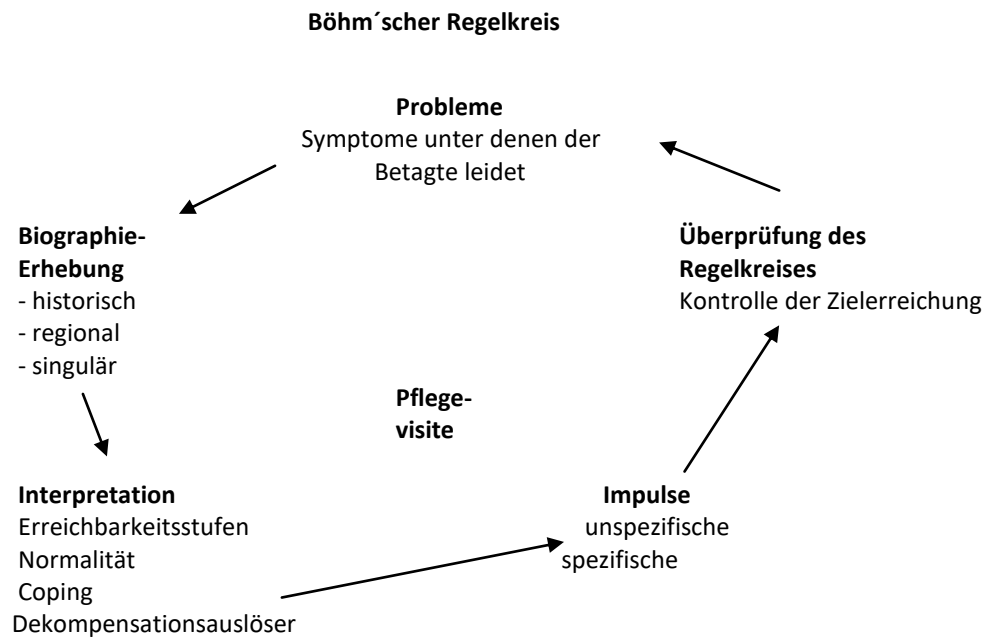 Böhm´scher Regelkreis
Probleme
Symptome unter denen der
Betagte leidet
Biographie-
Erhebung
- historisch
- regional
- singulär
Überprüfung des
Regelkreises
Kontrolle der Zielerreichung
Pflege-
visite
Interpretation
Erreichbarkeitsstufen
Normalität
Coping
Dekompensationsauslöser
Impulse
unspezifische
spezifische